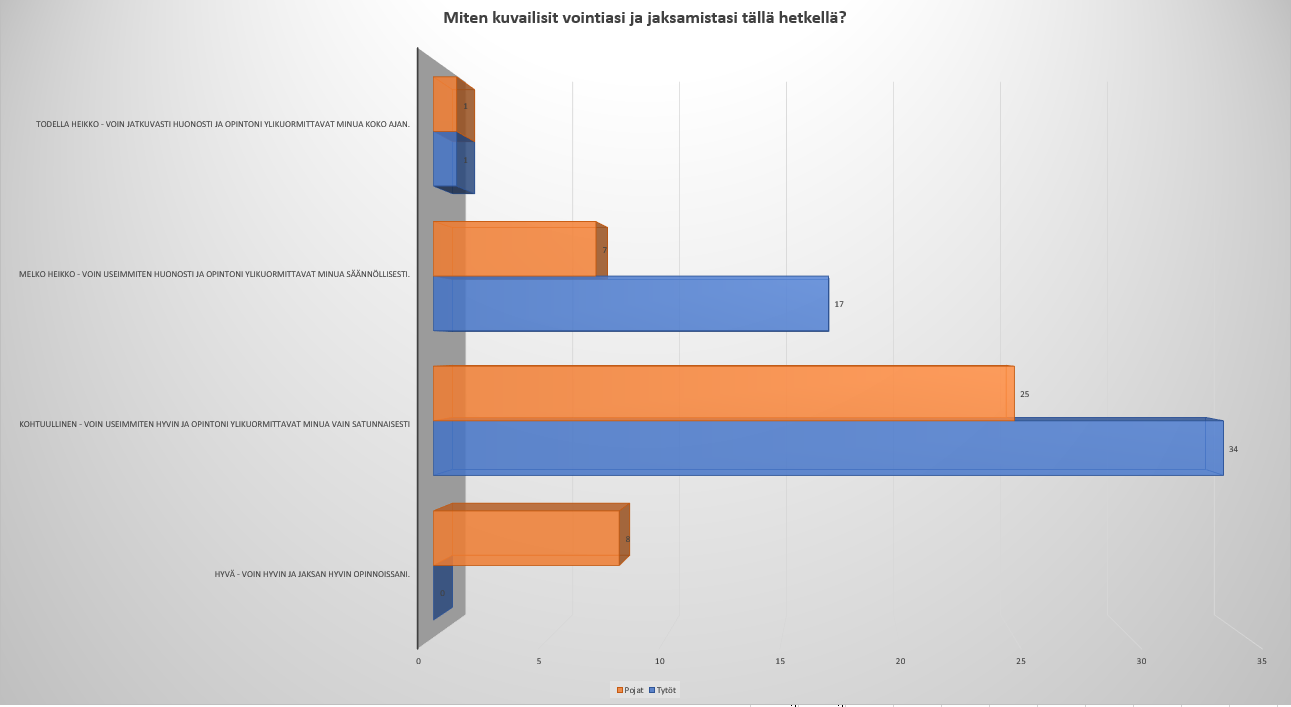 Miten kuvailisit vointiasi ja jaksamistasi tällä hetkellä?
TODELLA HEIKKO - VOIN JATKUVASTI HUONOSTI JA OPINTONI YLIKUORMITTAVAT MINUA KOKO AJAN.
1
1
MELKO HEIKKO - VOIN USEIMMITEN HUONOSTI JA OPINTONI YLIKUORMITTAVAT MINUA SÄÄNNÖLLISESTI.
7
17
KOHTUULLINEN - VOIN USEIMMITEN HYVIN JA OPINTONI YLIKUORMITTAVAT MINUA VAIN SATUNNAISESTI
25
34
HYVÄ - VOIN HYVIN JA JAKSAN HYVIN OPINNOISSANI.
8
0
0 5 10 15 20 25 30 35
Pojat Tytöt